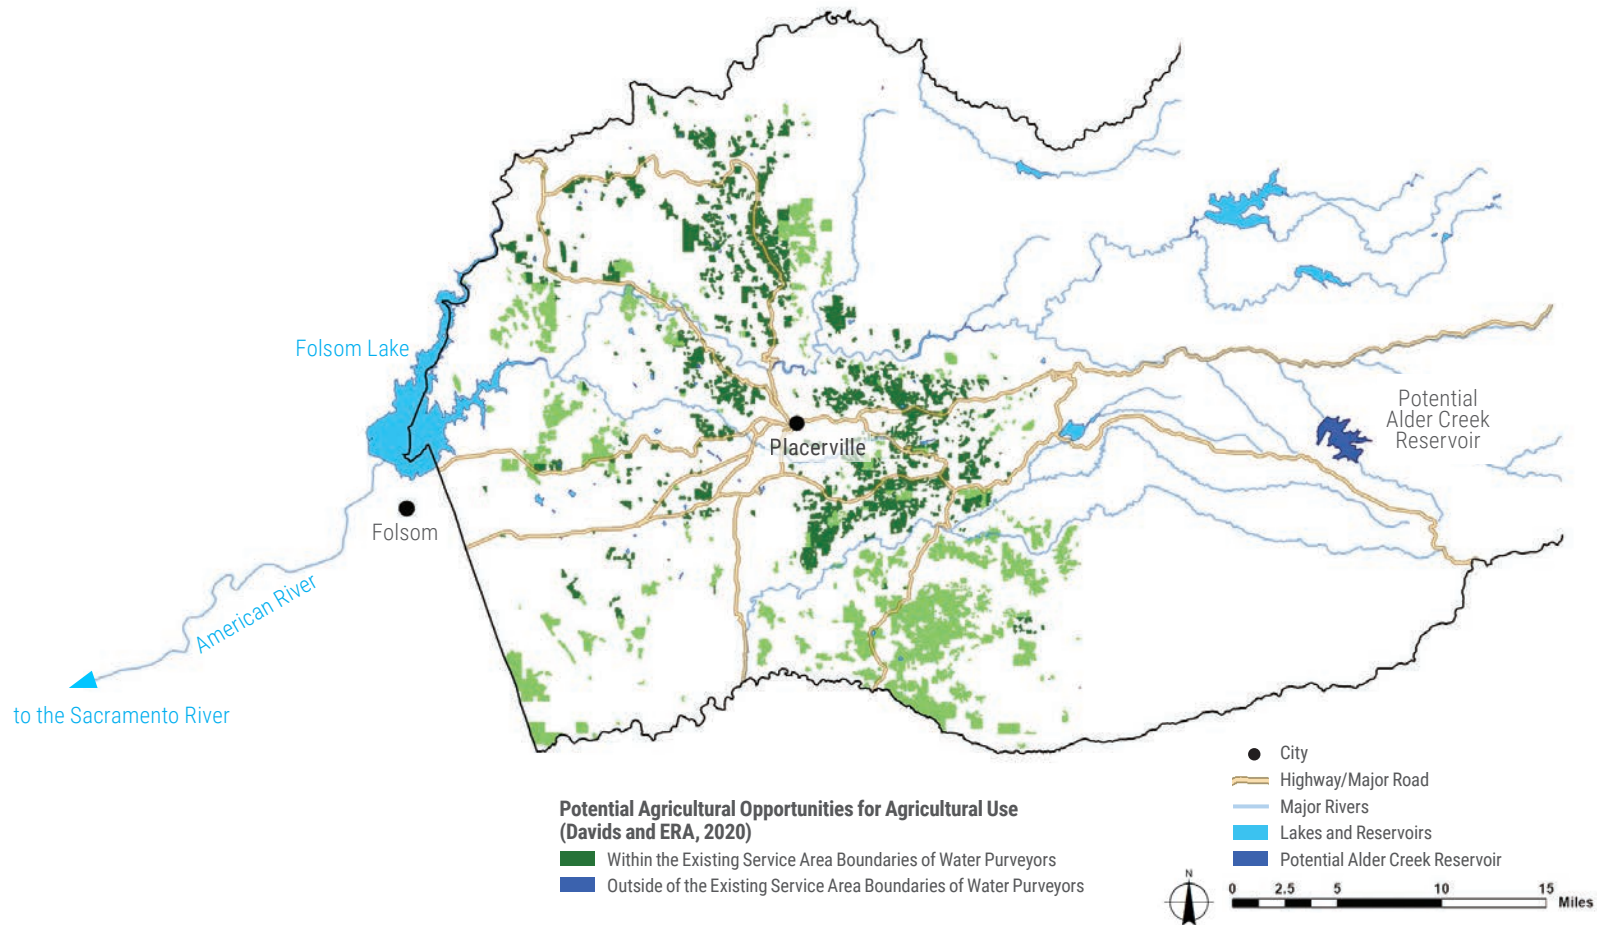 Folsom Lake
Potential
Alder Creek
Reservoir
Placerville
Folsom
American River
to the Sacramento River
City
Highway/Major Road
Major Rivers
Lakes and Reservoirs
Potential Alder Creek Reservoir
Potential Agricultural Opportunities for Agricultural Use
(Davids and ERA, 2020)
Within the Existing Service Area Boundaries of Water Purveyors
Outside of the Existing Service Area Boundaries of Water Purveyors
N
0 2.5 5 10 15
Miles